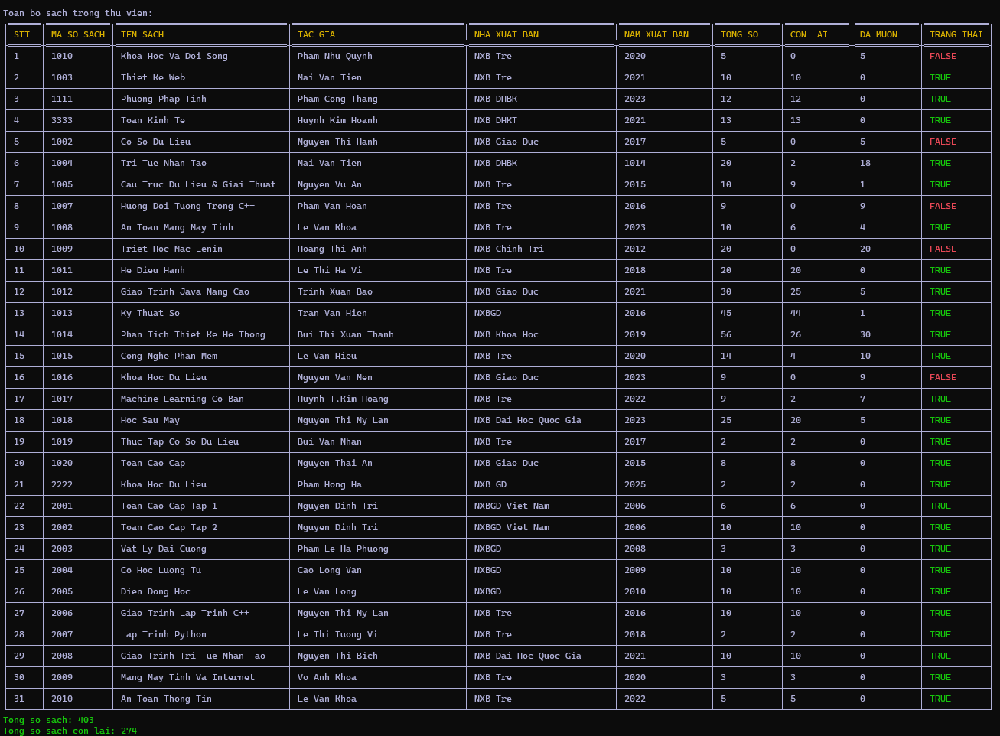 Toan bo sach trong thu vien:
STT MA SO SACH TEN SACH TAC GIA NHA XUAT BAN NAM XUAT BAN TONG SO CON LAI DA MUON TRANG THAI
1 1010 Khoa Hoc Va Doi Song Pham Nhu Quynh NXB Tre 2020 5 0 5 FALSE
2 1003 Thiet Ke Web Mai Van Tien NXB Tre 2021 10 10 0 TRUE
3 1111 Phuong Phap Tinh Pham Cong Thang NXB DHBK 2023 12 12 0 TRUE
4 3333 Toan Kinh Te Huynh Kim Hoanh NXB DHKT 2021 13 13 0 TRUE
5 1002 Co So Du Lieu Nguyen Thi Hanh NXB Giao Duc 2017 5 0 5 FALSE
6 1004 Tri Tue Nhan Tao Mai Van Tien NXB DHBK 1014 20 2 18 TRUE
7 1005 Cau Truc Du Lieu & Giai Thuat Nguyen Vu An NXB Tre 2015 10 9 1 TRUE
8 1007 Huong Doi Tuong Trong C++ Pham Van Hoan NXB Tre 2016 9 0 9 FALSE
9 1008 An Toan Mang May Tinh Le Van Khoa NXB Tre 2023 10 6 4 TRUE
10 1009 Triet Hoc Mac Lenin Hoang Thi Anh NXB Chinh Tri 2012 20 0 20 FALSE
11 1011 He Dieu Hanh Le Thi Ha Vi NXB Tre 2018 20 20 0 TRUE
12 1012 Giao Trinh Java Nang Cao Trinh Xuan Bao NXB Giao Duc 2021 30 25 5 TRUE
13 1013 Ky Thuat So Tran Van Hien NXBGD 2016 45 44 1 TRUE
14 1014 Phan Tich Thiet Ke He Thong Bui Thi Xuan Thanh NXB Khoa Hoc 2019 56 26 30 TRUE
15 1015 Cong Nghe Phan Mem Le Van Hieu NXB Tre 2020 14 4 10 TRUE
16 1016 Khoa Hoc Du Lieu Nguyen Van Men NXB Giao Duc 2023 9 0 9 FALSE
17 1017 Machine Learning Co Ban Huynh T.Kim Hoang NXB Tre 2022 9 2 7 TRUE
18 1018 Hoc Sau May Nguyen Thi My Lan NXB Dai Hoc Quoc Gia 2023 25 20 5 TRUE
19 1019 Thuc Tap Co So Du Lieu Bui Van Nhan NXB Tre 2017 2 2 0 TRUE
20 1020 Toan Cao Cap Nguyen Thai An NXB Giao Duc 2015 8 8 0 TRUE
21 2222 Khoa Hoc Du Lieu Pham Hong Ha NXB GD 2025 2 2 0 TRUE
22 2001 Toan Cao Cap Tap 1 Nguyen Dinh Tri NXBGD Viet Nam 2006 6 6 0 TRUE
23 2002 Toan Cao Cap Tap 2 Nguyen Dinh Tri NXBGD Viet Nam 2006 10 10 0 TRUE
24 2003 Vat Ly Dai Cuong Pham Le Ha Phuong NXBGD 2008 3 3 0 TRUE
25 2004 Co Hoc Luong Tu Cao Long Van NXBGD 2009 10 10 0 TRUE
26 2005 Dien Dong Hoc Le Van Long NXBGD 2010 10 10 0 TRUE
27 2006 Giao Trinh Lap Trinh C++ Nguyen Thi My Lan NXB Tre 2016 10 10 0 TRUE
28 2007 Lap Trinh Python Le Thi Tuong Vi NXB Tre 2018 2 2 0 TRUE
29 2008 Giao Trinh Tri Tue Nhan Tao Nguyen Thi Bich NXB Dai Hoc Quoc Gia 2021 10 10 0 TRUE
30 2009 Mang May Tinh Va Internet Vo Anh Khoa NXB Tre 2020 3 3 0 TRUE
31 2010 An Toan Thong Tin Le Van Khoa NXB Tre 2022 5 5 0 TRUE
Tong so sach: 403
Tong so sach con lai: 274